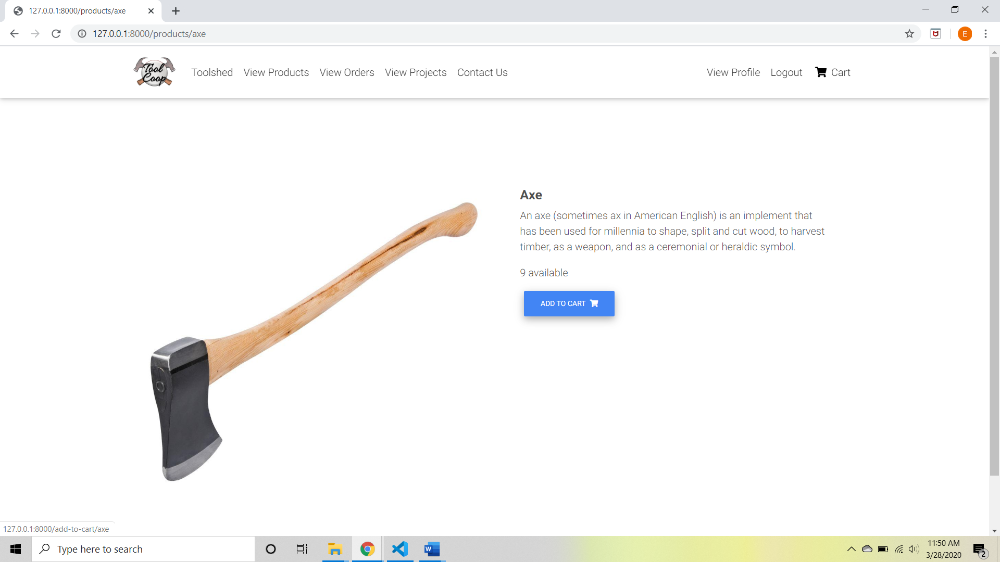 127.0.0.1:8000/products/axe
127.0.0.1:8000/products/axe
E
Tool
Coop
Toolshed View Products View Orders View Projects Contact Us View Profile Logout Cart
Axe
An axe (sometimes ax in American English) is an implement that
has been used for millennia to shape, split and cut wood, to harvest
timber, as a weapon, and as a ceremonial or heraldic symbol.
9 available
ADD TO CART
127.0.0.1:8000/add-to-cart/axe
Type here to search
W
11:50 AM
3/28/2020
2